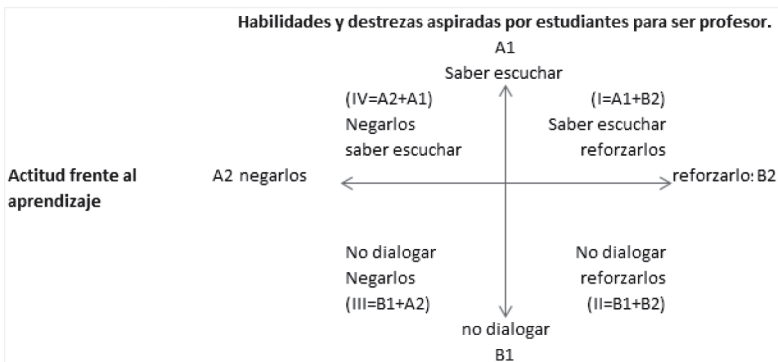 Habilidades y destrezas aspiradas por estudiantes para ser profesor.
A1
Saber escuchar
(IV=A2+A1)
Negarlos
saber escuchar
(I=A1+B2)
Saber escuchar
reforzarlos
Actitud frente al
aprendizaje
A2 negarlos
reforzarlo: B2
No dialogar
Negarlos
(III=B1+A2)
No dialogar
reforzarlos
(II=B1+B2)
no dialogar
B1